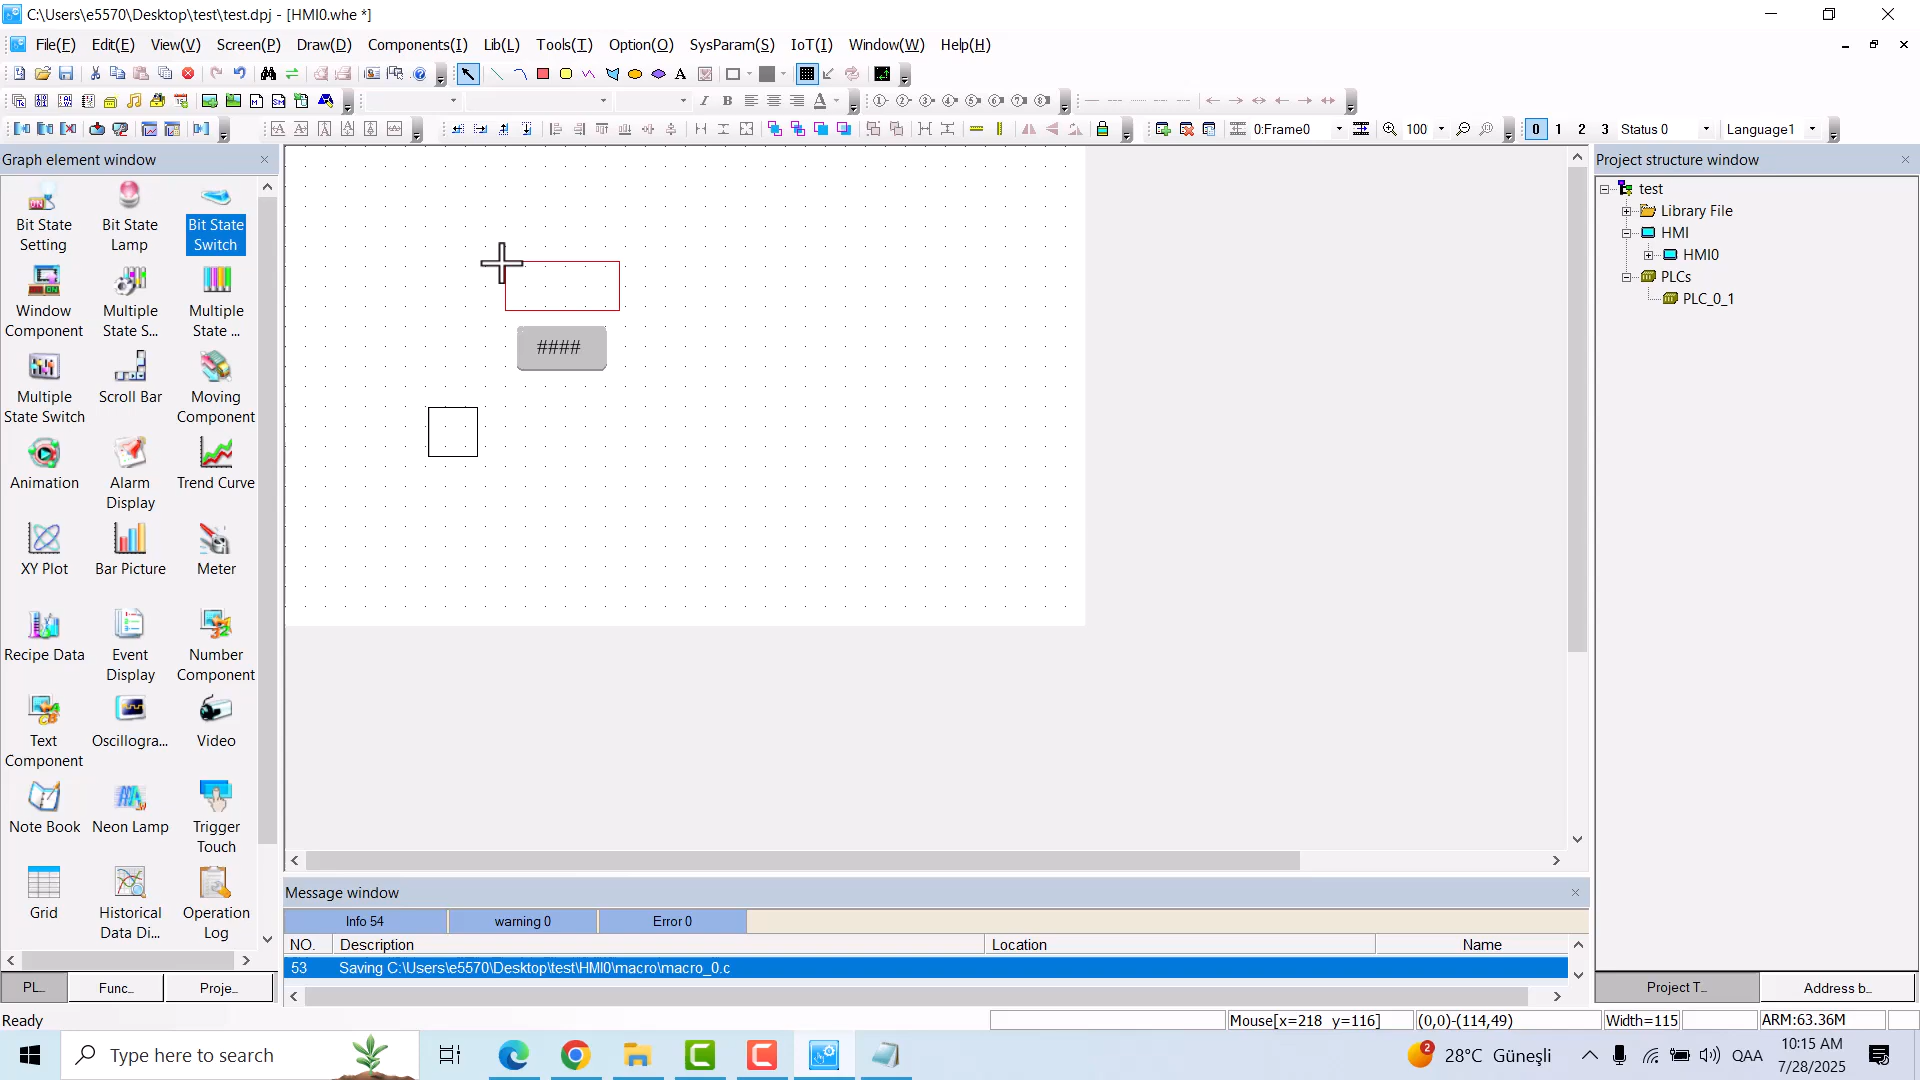 C:\Users\e5570\Desktop\test\test.dpj - [HMI0.whe *]
File(F) Edit(E) View(V) Screen(P) Draw(D) Components(I) Lib(L) Tools(T) Option(O) SysParam(S) IoT(I) Window(W) Help(H)
0:Frame0 100 0 1 2 3 Status 0 Language1
Graph element window
Bit State Setting
Bit State Lamp
Bit State Switch
Window Component
Multiple State S...
Multiple State ...
Multiple State Switch
Scroll Bar
Moving Component
Animation
Alarm Display
Trend Curve
XY Plot
Bar Picture
Meter
Recipe Data
Event Display
Number Component
Text Component
Oscillogra...
Video
Note Book
Neon Lamp
Trigger Touch
Grid
Historical Data Di...
Operation Log
PL... Func... Proje...
####
Project structure window
test
Library File
HMI
HMI0
PLCs
PLC_0_1
Project T... Address b...
Message window
Info 54 warning 0 Error 0
NO. Description Location Name
53 Saving C:\Users\e5570\Desktop\test\HMI0\macro\macro_0.c
Ready Mouse[x=218 y=116] (0,0)-(114,49) Width=115 ARM:63.36M
Type here to search
2 28°C Güneşli QAA
10:15 AM
7/28/2025